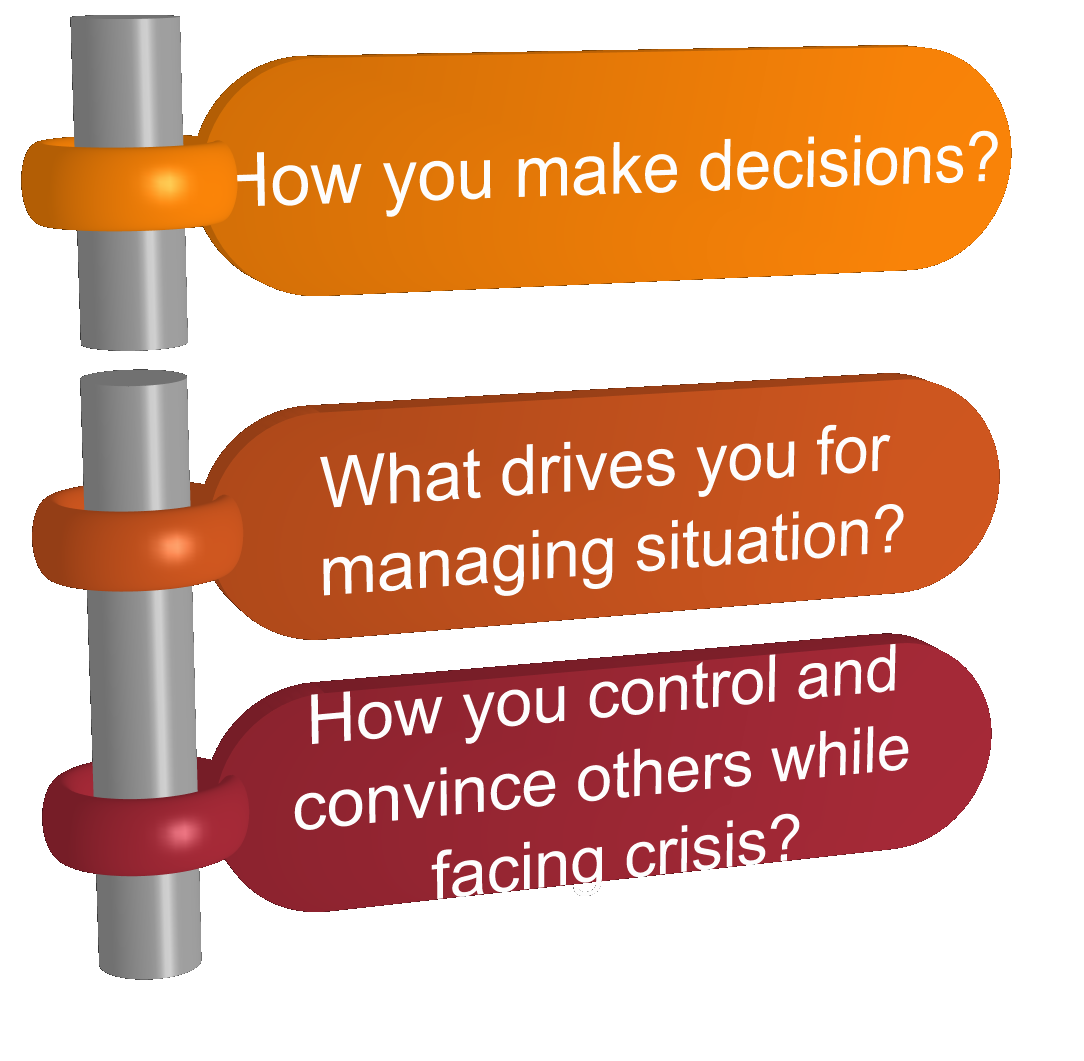 How you make decisions?
What drives you for
managing situation?
How you control and
convince others while
facing crisis?